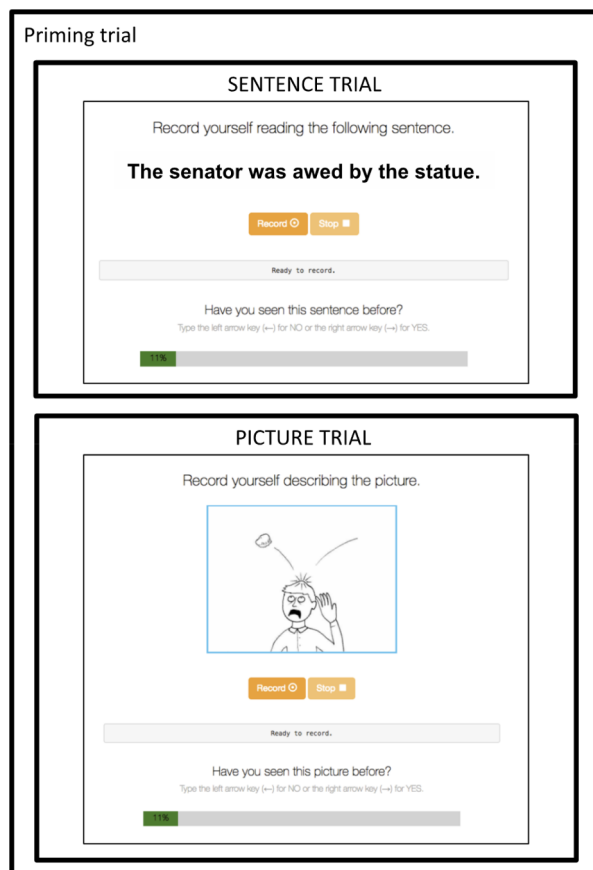 Priming trial
SENTENCE TRIAL
Record yourself reading the following sentence.
The senator was awed by the statue.
Record Stop
Ready to record.
Have you seen this sentence before?
Type the left arrow key (←) for NO or the right arrow key (→) for YES.
11%
PICTURE TRIAL
Record yourself describing the picture.
Record Stop
Ready to record.
Have you seen this picture before?
Type the left arrow key (←) for NO or the right arrow key (→) for YES.
11%